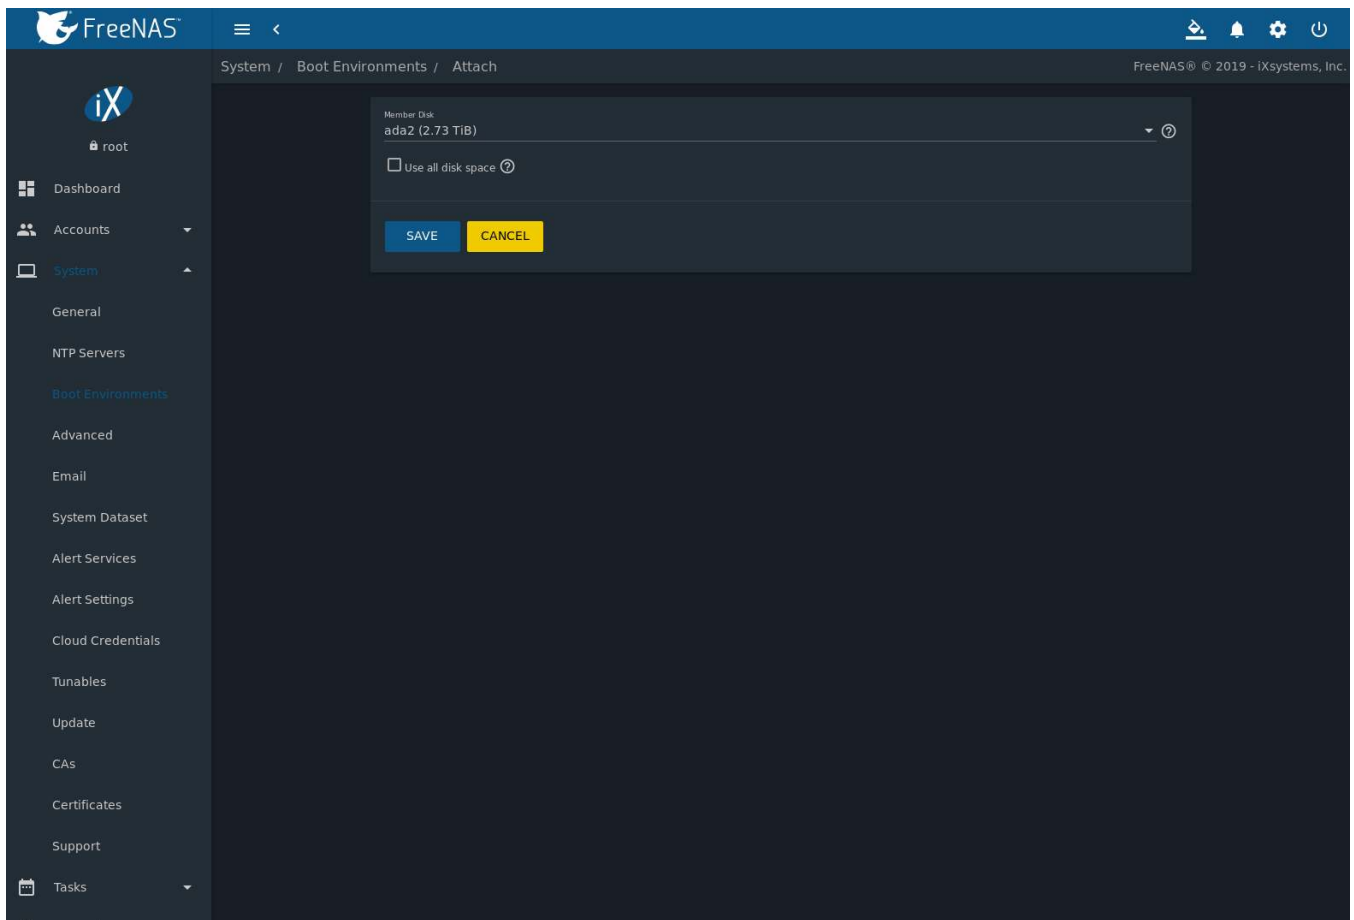 FreeNAS™
System / Boot Environments / Attach
FreeNAS® © 2019 - iXsystems, Inc.
iX
root
Dashboard
Accounts
System
General
NTP Servers
Boot Environments
Advanced
Email
System Dataset
Alert Services
Alert Settings
Cloud Credentials
Tunables
Update
CAs
Certificates
Support
Tasks
Member Disk
ada2 (2.73 TiB)
Use all disk space
SAVE CANCEL